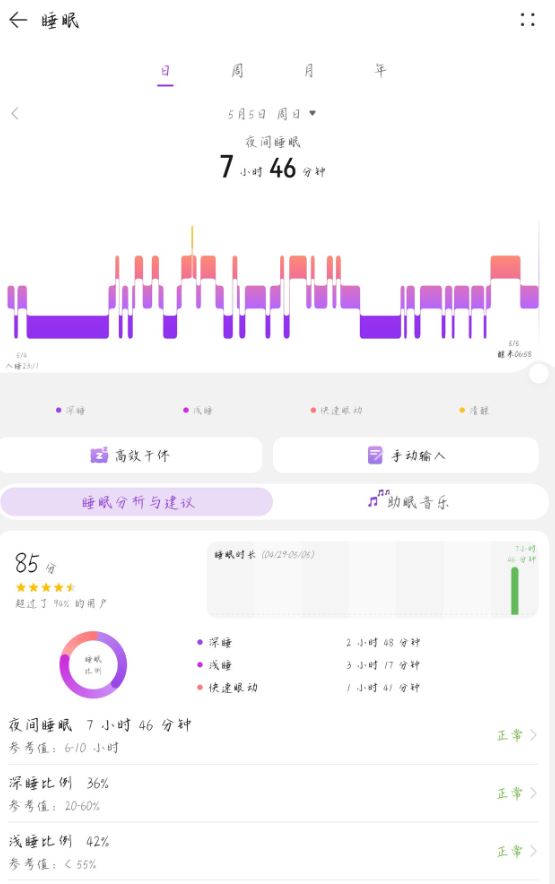 睡眠
日 周 月 年
5月5日 周日
夜间睡眠
7 小时 46 分钟
5/4
入睡23:11
5/5
醒来06:58
深睡 浅睡 快速眼动 清醒
高效午休 手动输入
睡眠分析与建议 助眠音乐
85 分
超过了 94% 的用户
睡眠时长 (04/29-05/05)
7小时
46 分钟
睡眠
比例
深睡 2 小时 48 分钟
浅睡 3 小时 17 分钟
快速眼动 1 小时 41 分钟
夜间睡眠 7 小时 46 分钟
参考值：6-10 小时
正常
深睡比例 36%
参考值：20-60%
正常
浅睡比例 42%
参考值：< 55%
正常